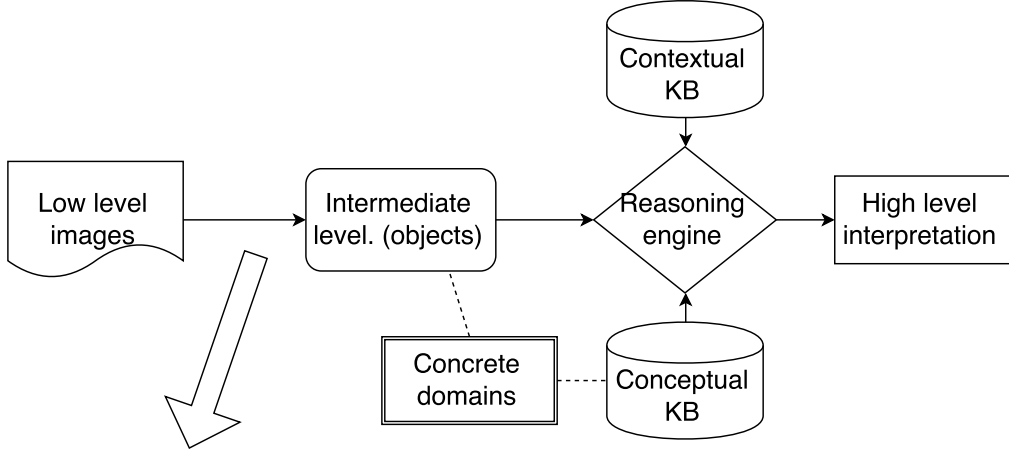 Contextual
KB
Low level
images
Intermediate
level. (objects)
Reasoning
engine
High level
interpretation
Concrete
domains
Conceptual
KB